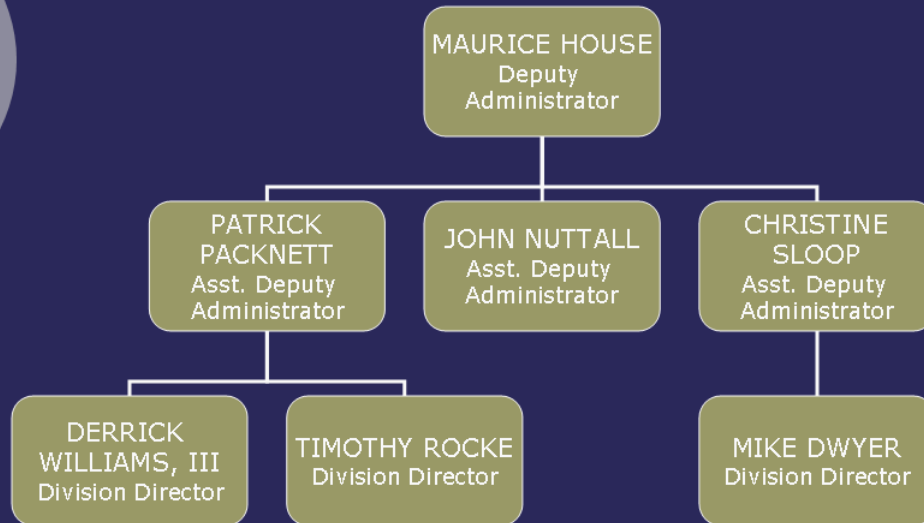 MAURICE HOUSE
Deputy
Administrator
PATRICK
PACKNETT
Asst. Deputy
Administrator
JOHN NUTTALL
Asst. Deputy
Administrator
CHRISTINE
SLOOP
Asst. Deputy
Administrator
DERRICK
WILLIAMS, III
Division Director
TIMOTHY ROCKE
Division Director
MIKE DWYER
Division Director